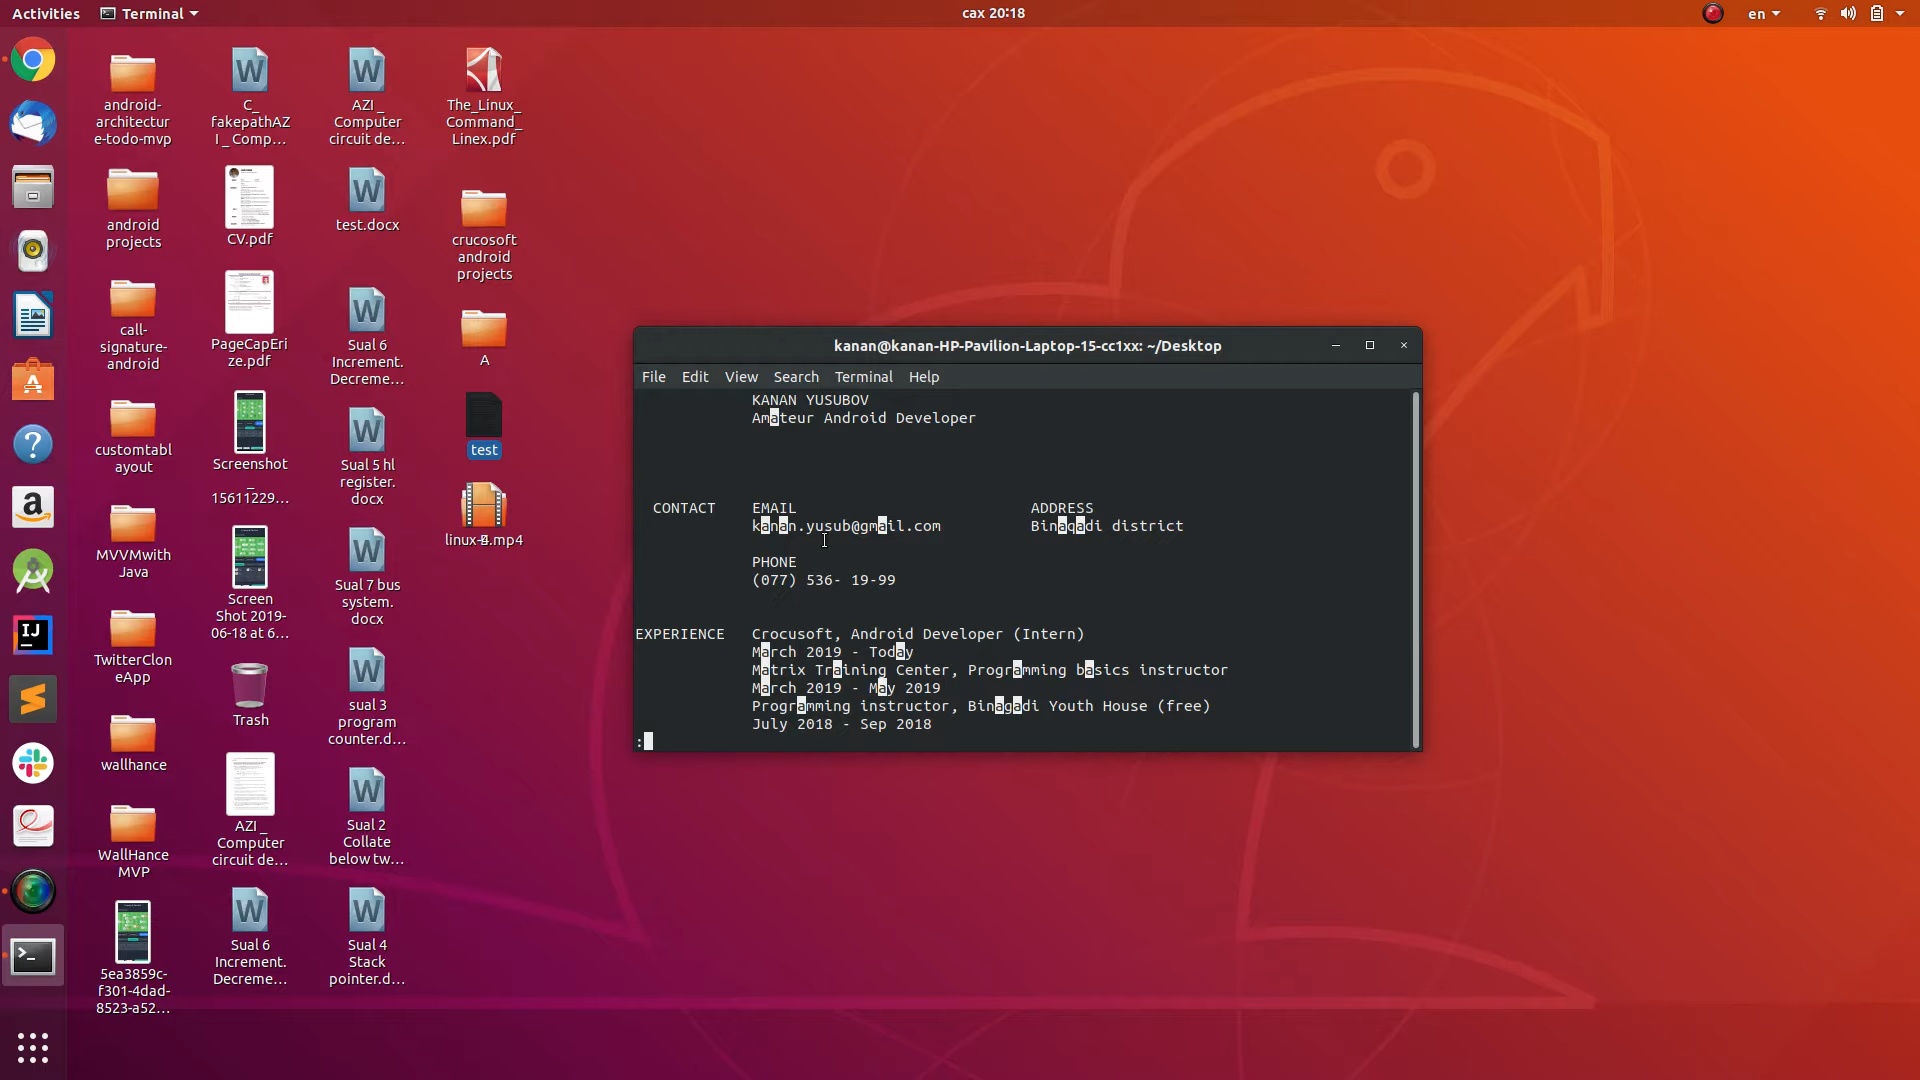 Activities
Terminal
cax 20:18
en
android-
architectur
e-todo-mvp
android
projects
call-
signature-
android
customtabl
ayout
MVVMwith
Java
TwitterClon
eApp
wallhance
WallHance
MVP
5ea3859c-
f301-4dad-
8523-a52...
C_
fakepathAZ
I _ Comp...
CV.pdf
PageCapEri
ze.pdf
Screenshot
_
15611229...
Screen
Shot 2019-
06-18 at 6...
Trash
AZI _
Computer
circuit de...
Sual 6
Increment.
Decreme...
AZI _
Computer
circuit de...
test.docx
Sual 6
Increment.
Decreme...
Sual 5 hl
register.
docx
Sual 7 bus
system.
docx
sual 3
program
counter.d...
Sual 2
Collate
below tw...
Sual 4
Stack
pointer.d...
The_Linux_
Command_
Linex.pdf
crucosoft
android
projects
A
test
kanan@kanan-HP-Pavilion-Laptop-15-cc1xx: ~/Desktop
File Edit View Search Terminal Help
KANAN YUSUBOV
Amateur Android Developer
CONTACT EMAIL ADDRESS
kanan.yusub@gmail.com Binaqadi district
PHONE
(077) 536- 19-99
EXPERIENCE Crocusoft, Android Developer (Intern)
March 2019 - Today
Matrix Training Center, Programming basics instructor
March 2019 - May 2019
Programming instructor, Binagadi Youth House (free)
July 2018 - Sep 2018
: